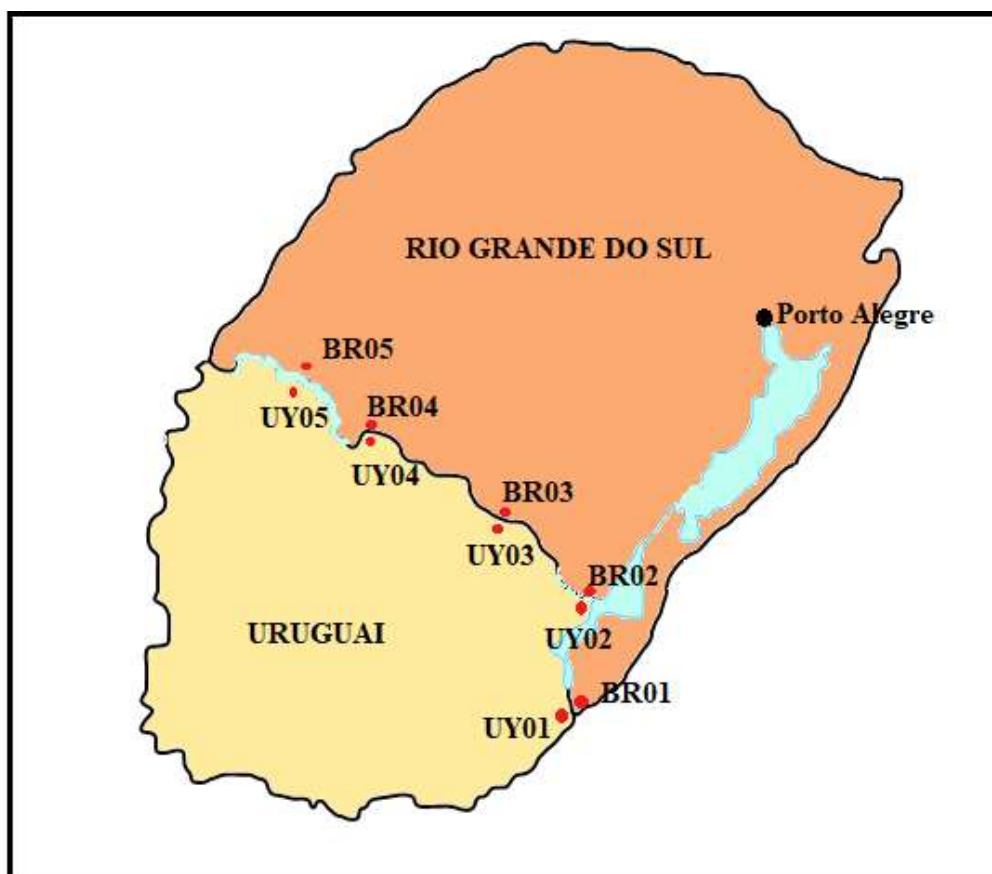 RIO GRANDE DO SUL
Porto Alegre
BR05
UY05
BR04
UY04
BR03
UY03
BR02
UY02
URUGUAI
BR01
UY01